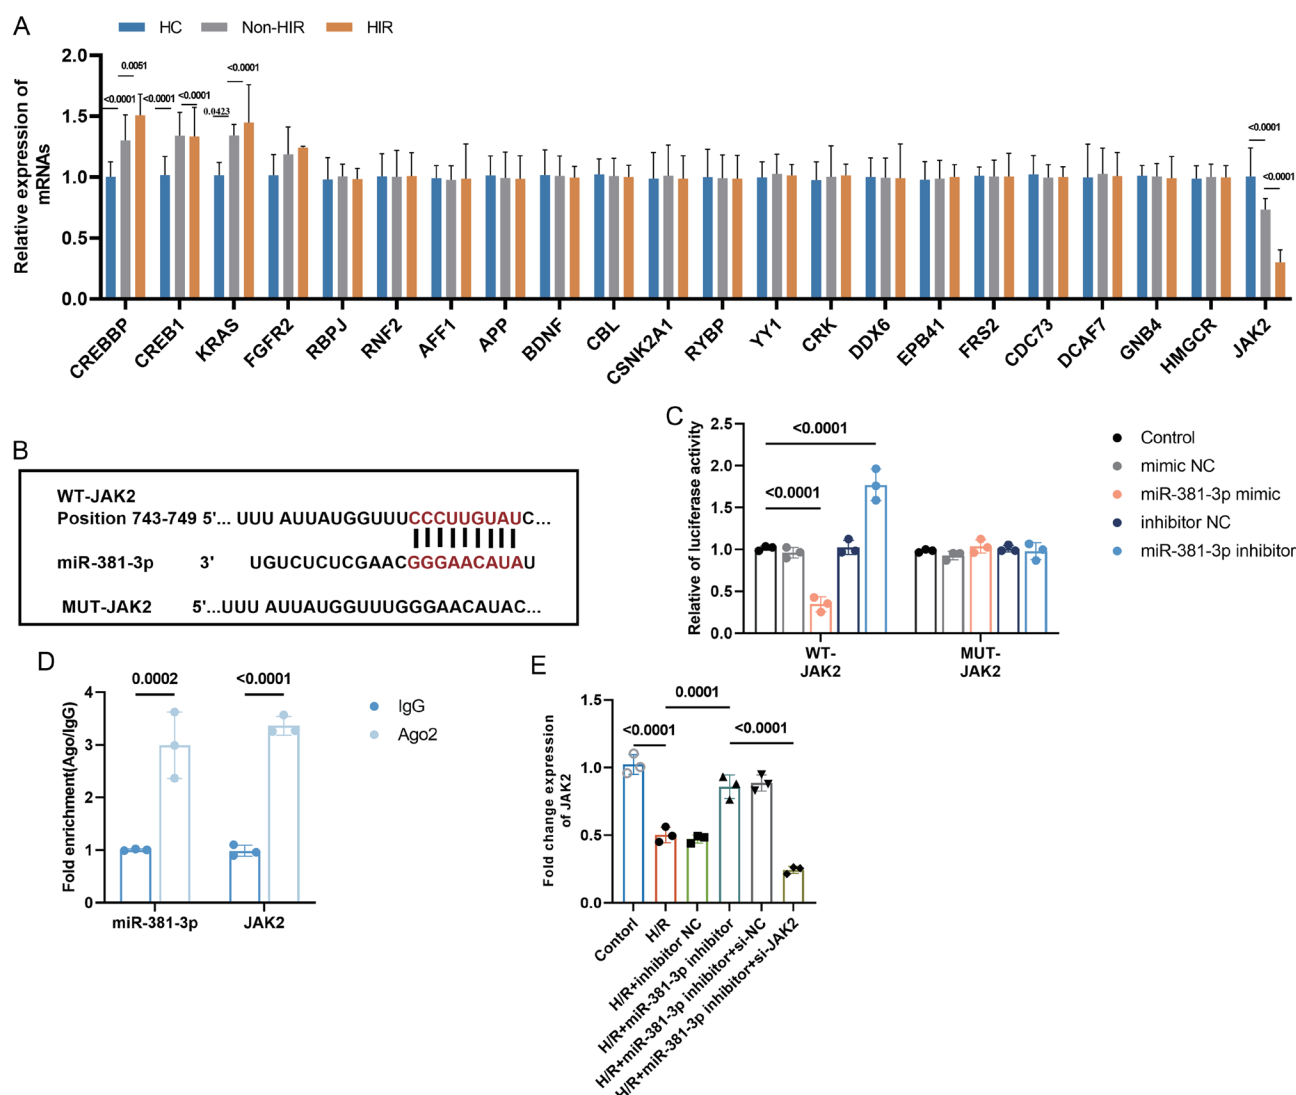 A
HC Non-HIR HIR
Relative expression of mRNAs
2.0
1.5
1.0
0.5
0.0
<0.0001
0.0051
<0.0001
<0.0001
0.0423
<0.0001
<0.0001
<0.0001
CREBBP CREB1 KRAS FGFR2 RBPJ RNF2 AFF1 APP BDNF CBL CSNK2A1 RYBP YY1 CRK DDX6 EPB41 FRS2 CDC73 DCAF7 GNB4 HMGCR JAK2
B
WT-JAK2
Position 743-749 5'... UUU AUUAUGGUUUCCCUUGUAUC...
miR-381-3p 3' UGUCUCUCGAACGGGAACAUAU
MUT-JAK2 5'...UUU AUUAUGGUUUGGGAACAUAC...
C
Relative of luciferase activity
2.5
2.0
1.5
1.0
0.5
0.0
<0.0001
<0.0001
WT-JAK2
MUT-JAK2
Control
mimic NC
miR-381-3p mimic
inhibitor NC
miR-381-3p inhibitor
D
Fold enrichment(Ago/IgG)
4
3
2
1
0
0.0002
<0.0001
miR-381-3p JAK2
IgG
Ago2
E
Fold change expression of JAK2
1.5
1.0
0.5
0.0
<0.0001
0.0001
<0.0001
Contorl
H/R
H/R+inhibitor NC
H/R+miR-381-3p inhibitor
H/R+miR-381-3p inhibitor+si-NC
H/R+miR-381-3p inhibitor+si-JAK2